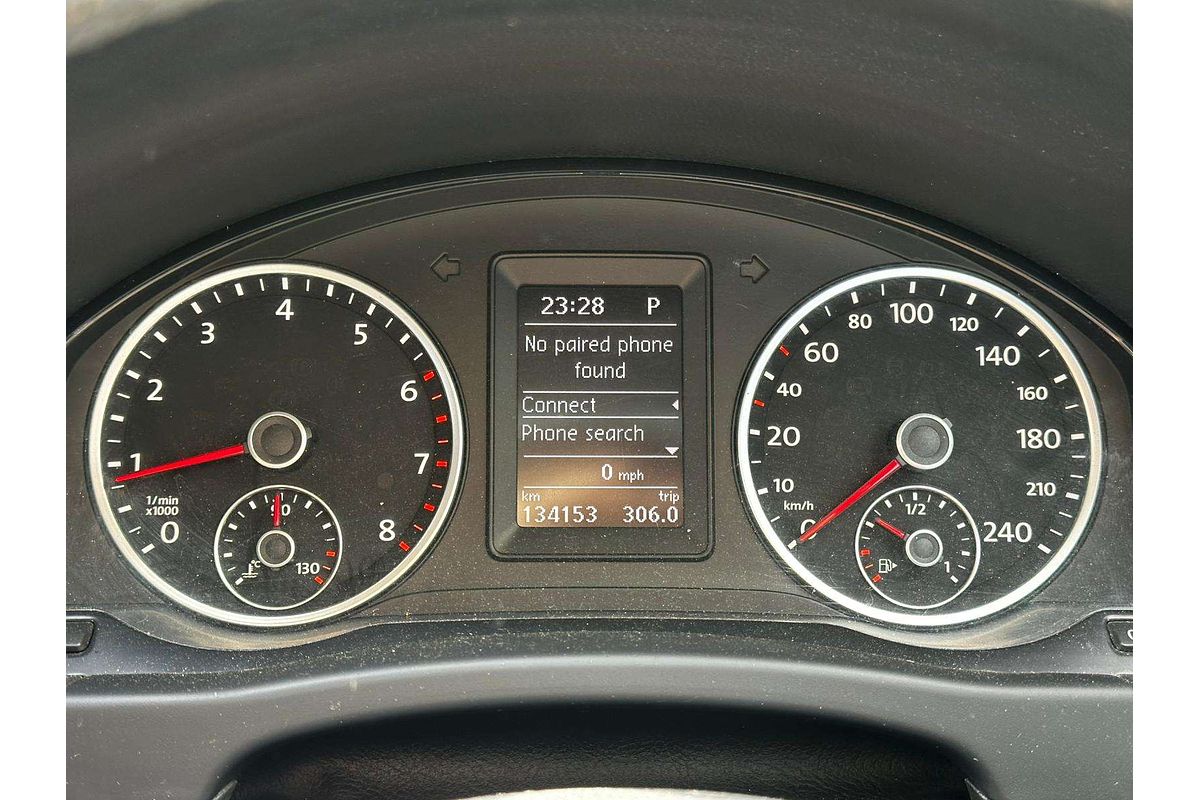 0
1
2
3
4
5
6
7
8
1/min
x1000
90
130
°C
23:28 P
No paired phone
found
Connect
Phone search
0 mph
km trip
134153 306.0
0
10
20
40
60
80
100
120
140
160
180
210
240
km/h
1/2
1